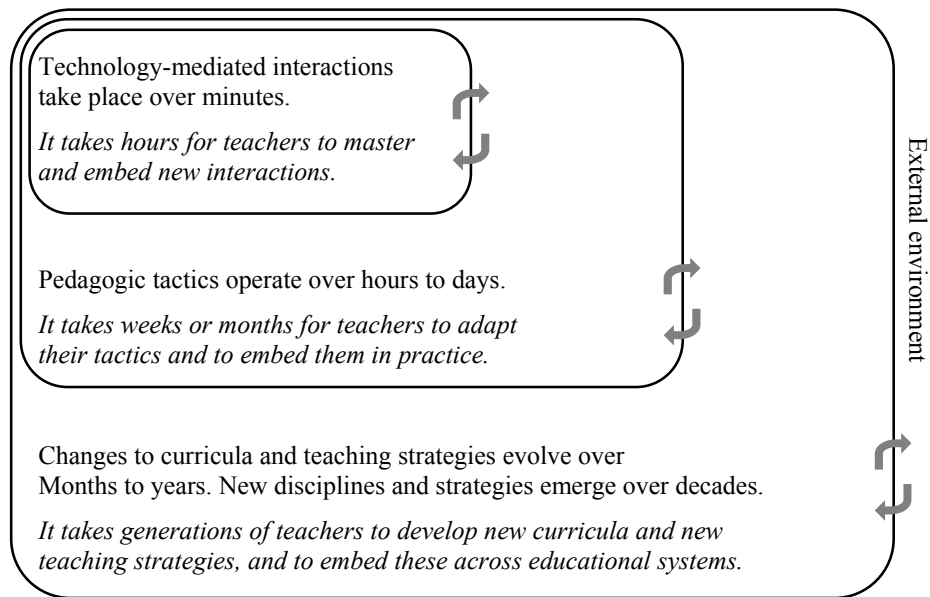 Technology-mediated interactions
take place over minutes.
It takes hours for teachers to master
and embed new interactions.
Pedagogic tactics operate over hours to days.
It takes weeks or months for teachers to adapt
their tactics and to embed them in practice.
Changes to curricula and teaching strategies evolve over
Months to years. New disciplines and strategies emerge over decades.
It takes generations of teachers to develop new curricula and new
teaching strategies, and to embed these across educational systems.
External environment